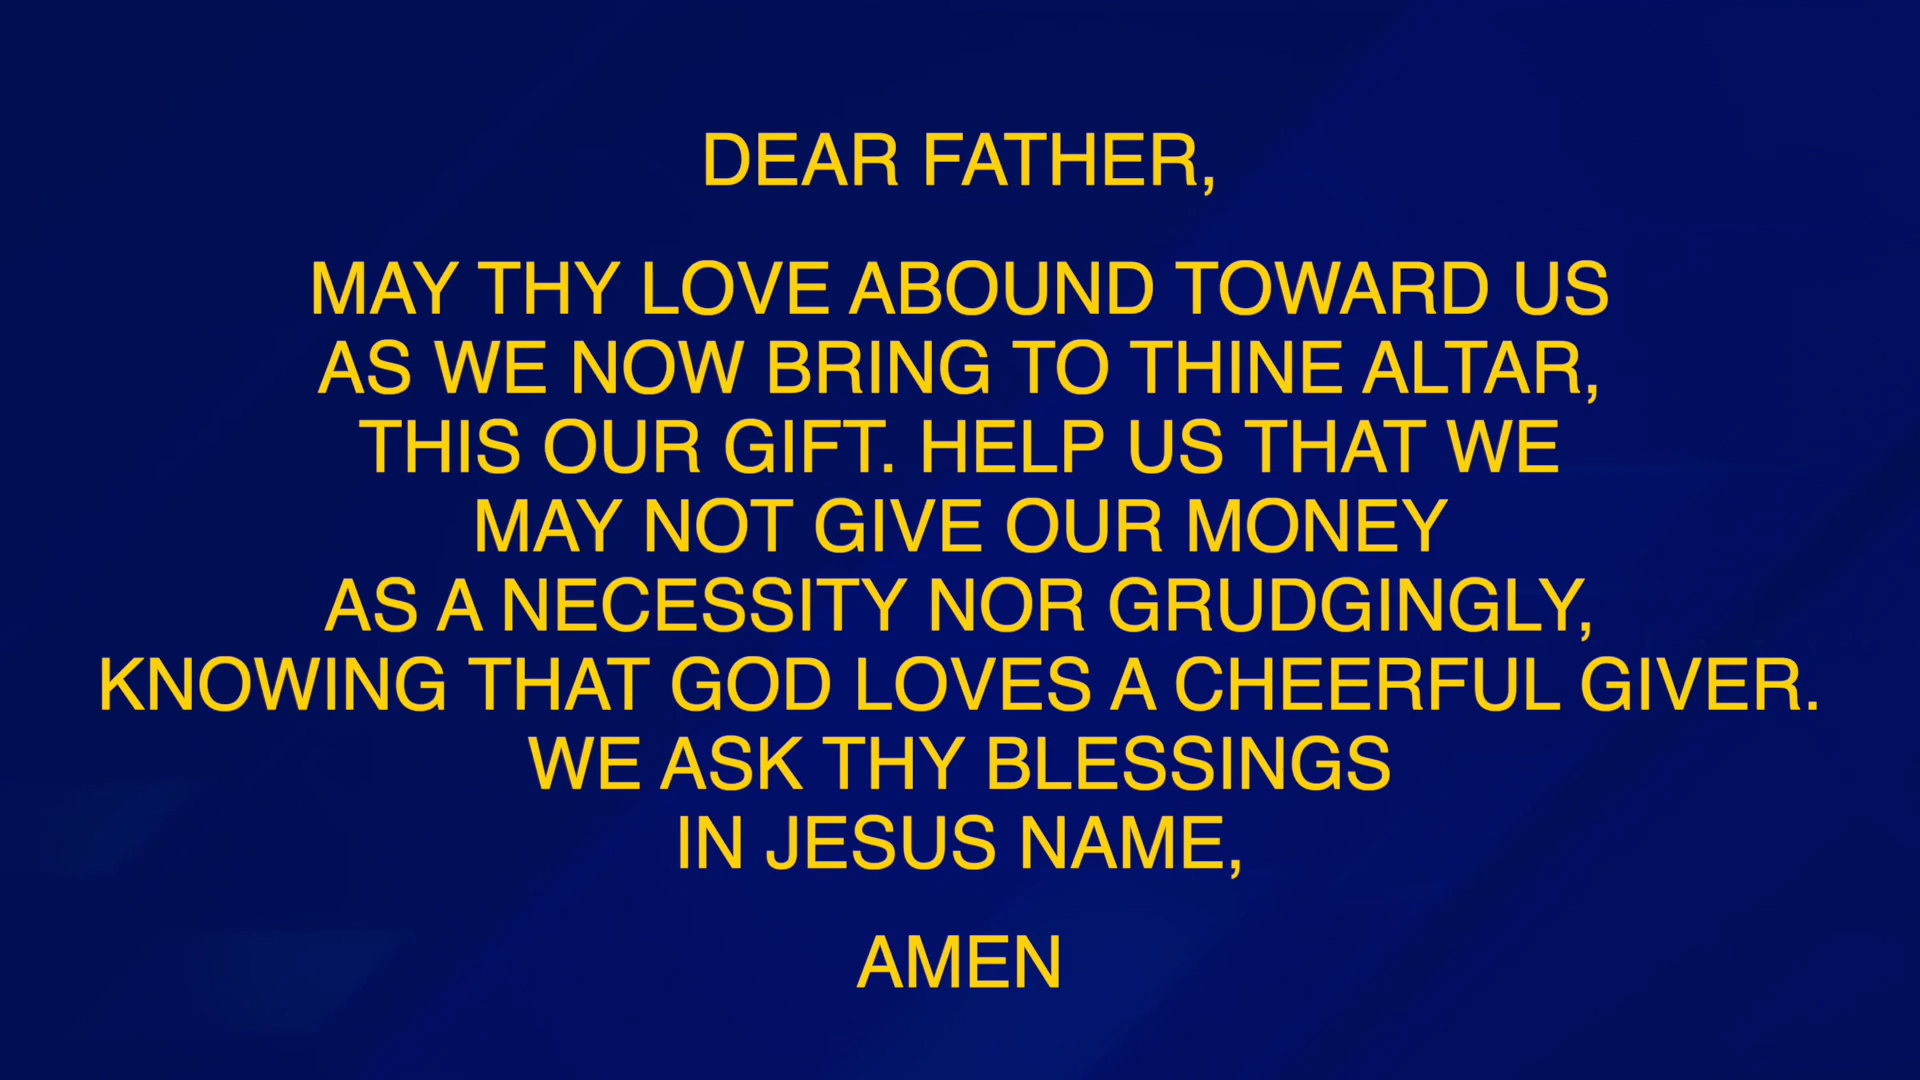 DEAR FATHER,
MAY THY LOVE ABOUND TOWARD US
AS WE NOW BRING TO THINE ALTAR,
THIS OUR GIFT. HELP US THAT WE
MAY NOT GIVE OUR MONEY
AS A NECESSITY NOR GRUDGINGLY,
KNOWING THAT GOD LOVES A CHEERFUL GIVER.
WE ASK THY BLESSINGS
IN JESUS NAME,
AMEN